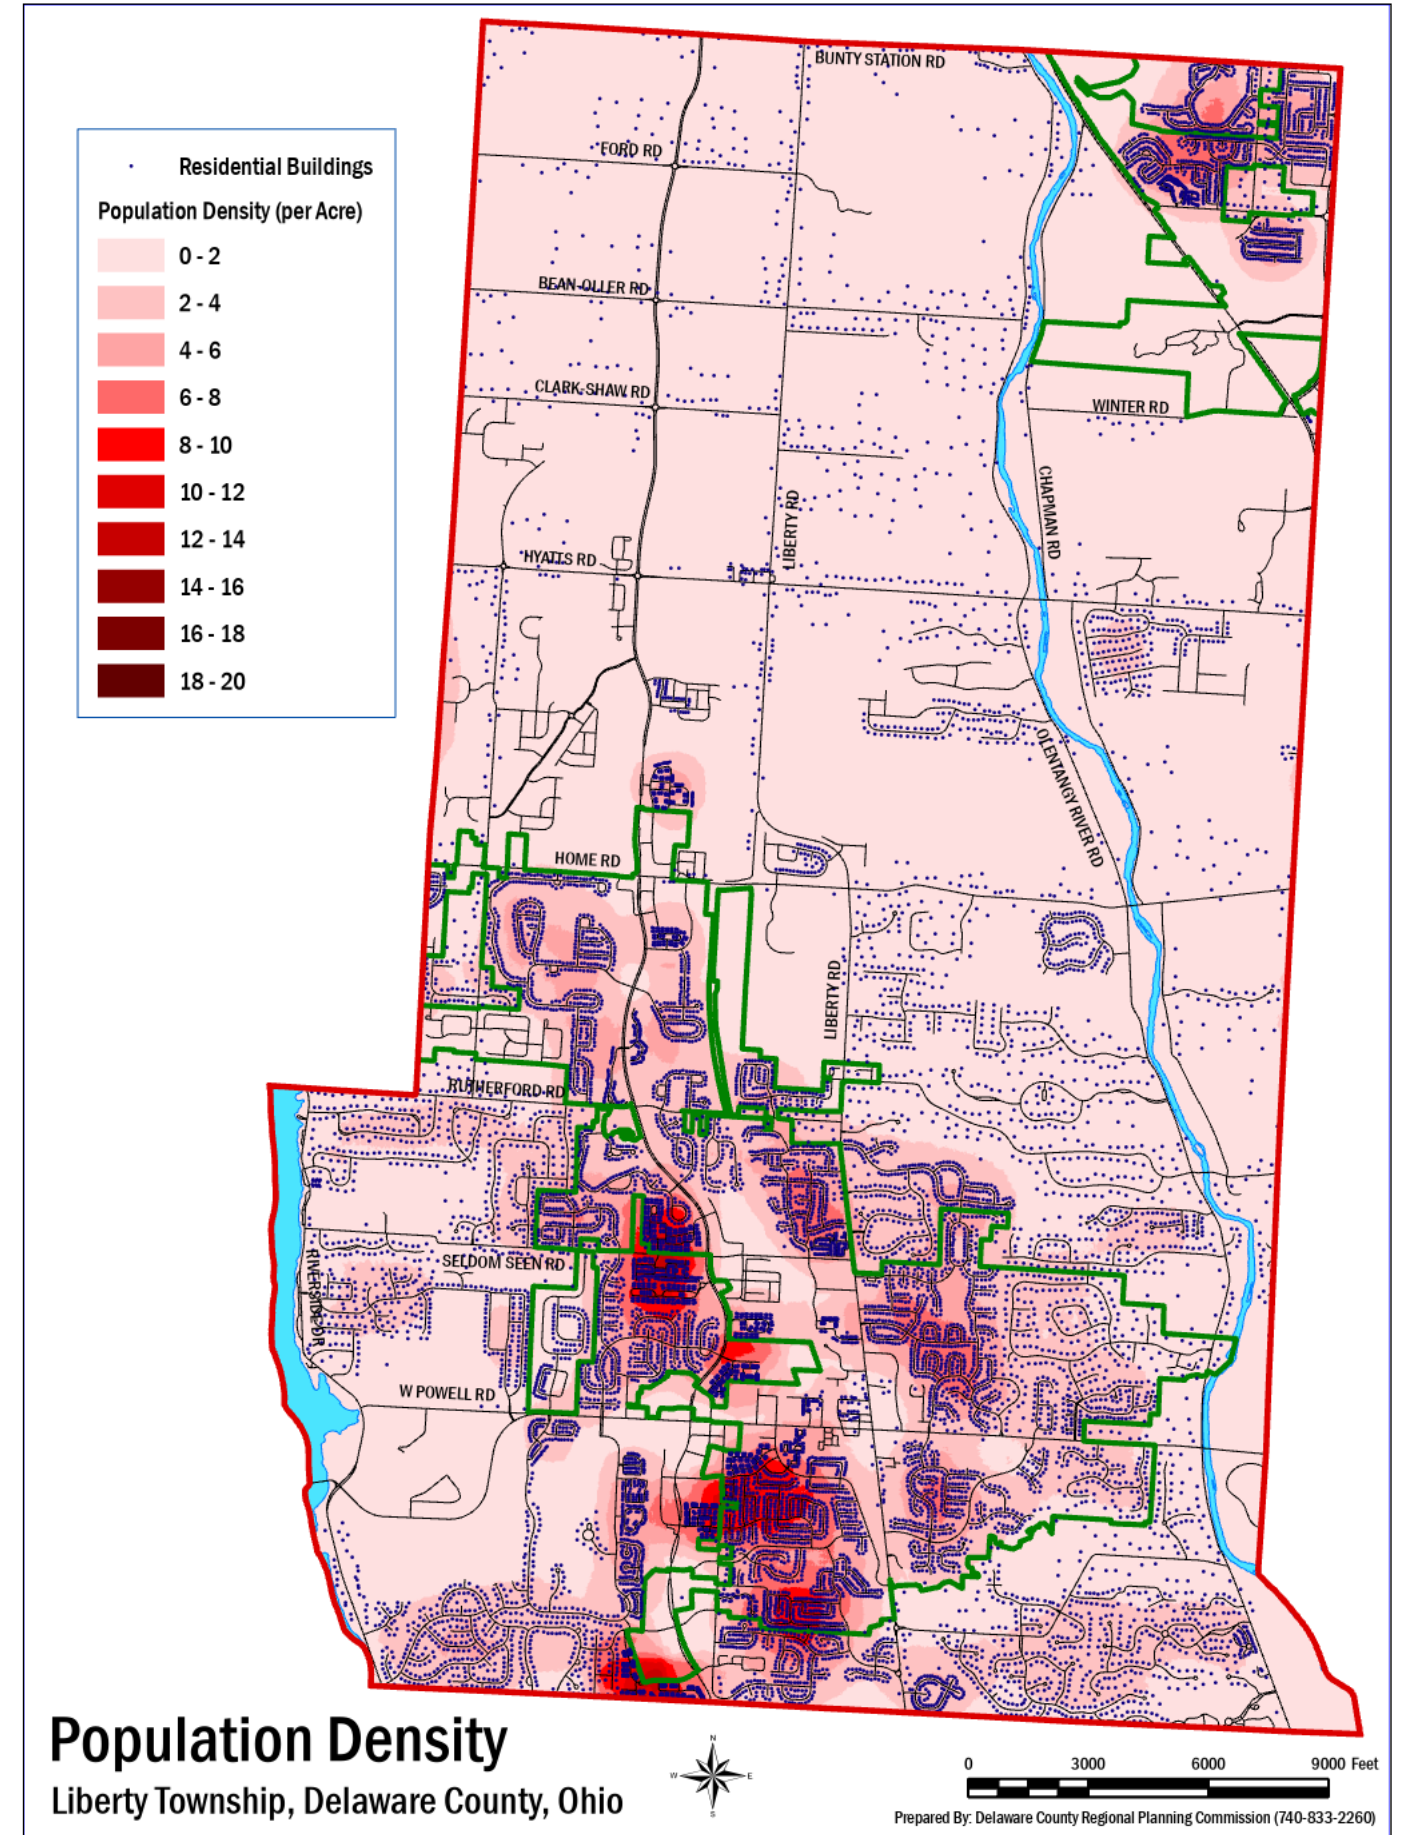 BUNTY STATION RD
Residential Buildings
FORD RD
Population Density (per Acre)
0 - 2
2 - 4
BEAN-OLLER RD
4 - 6
6 - 8
CLARK-SHAW RD
WINTER RD
8 - 10
10 - 12
LIBERTY RD
CHAPMAN RD
12 - 14
HYATTS RD
14 - 16
16 - 18
18 - 20
OLENTANGY RIVER RD
HOME RD
LIBERTY RD
RUTHERFORD RD
SELDOM SEEN RD
RIVERSIDE DR
W POWELL RD
Population Density
Liberty Township, Delaware County, Ohio
N
W
E
S
0 3000 6000 9000 Feet
Prepared By: Delaware County Regional Planning Commission (740-833-2260)